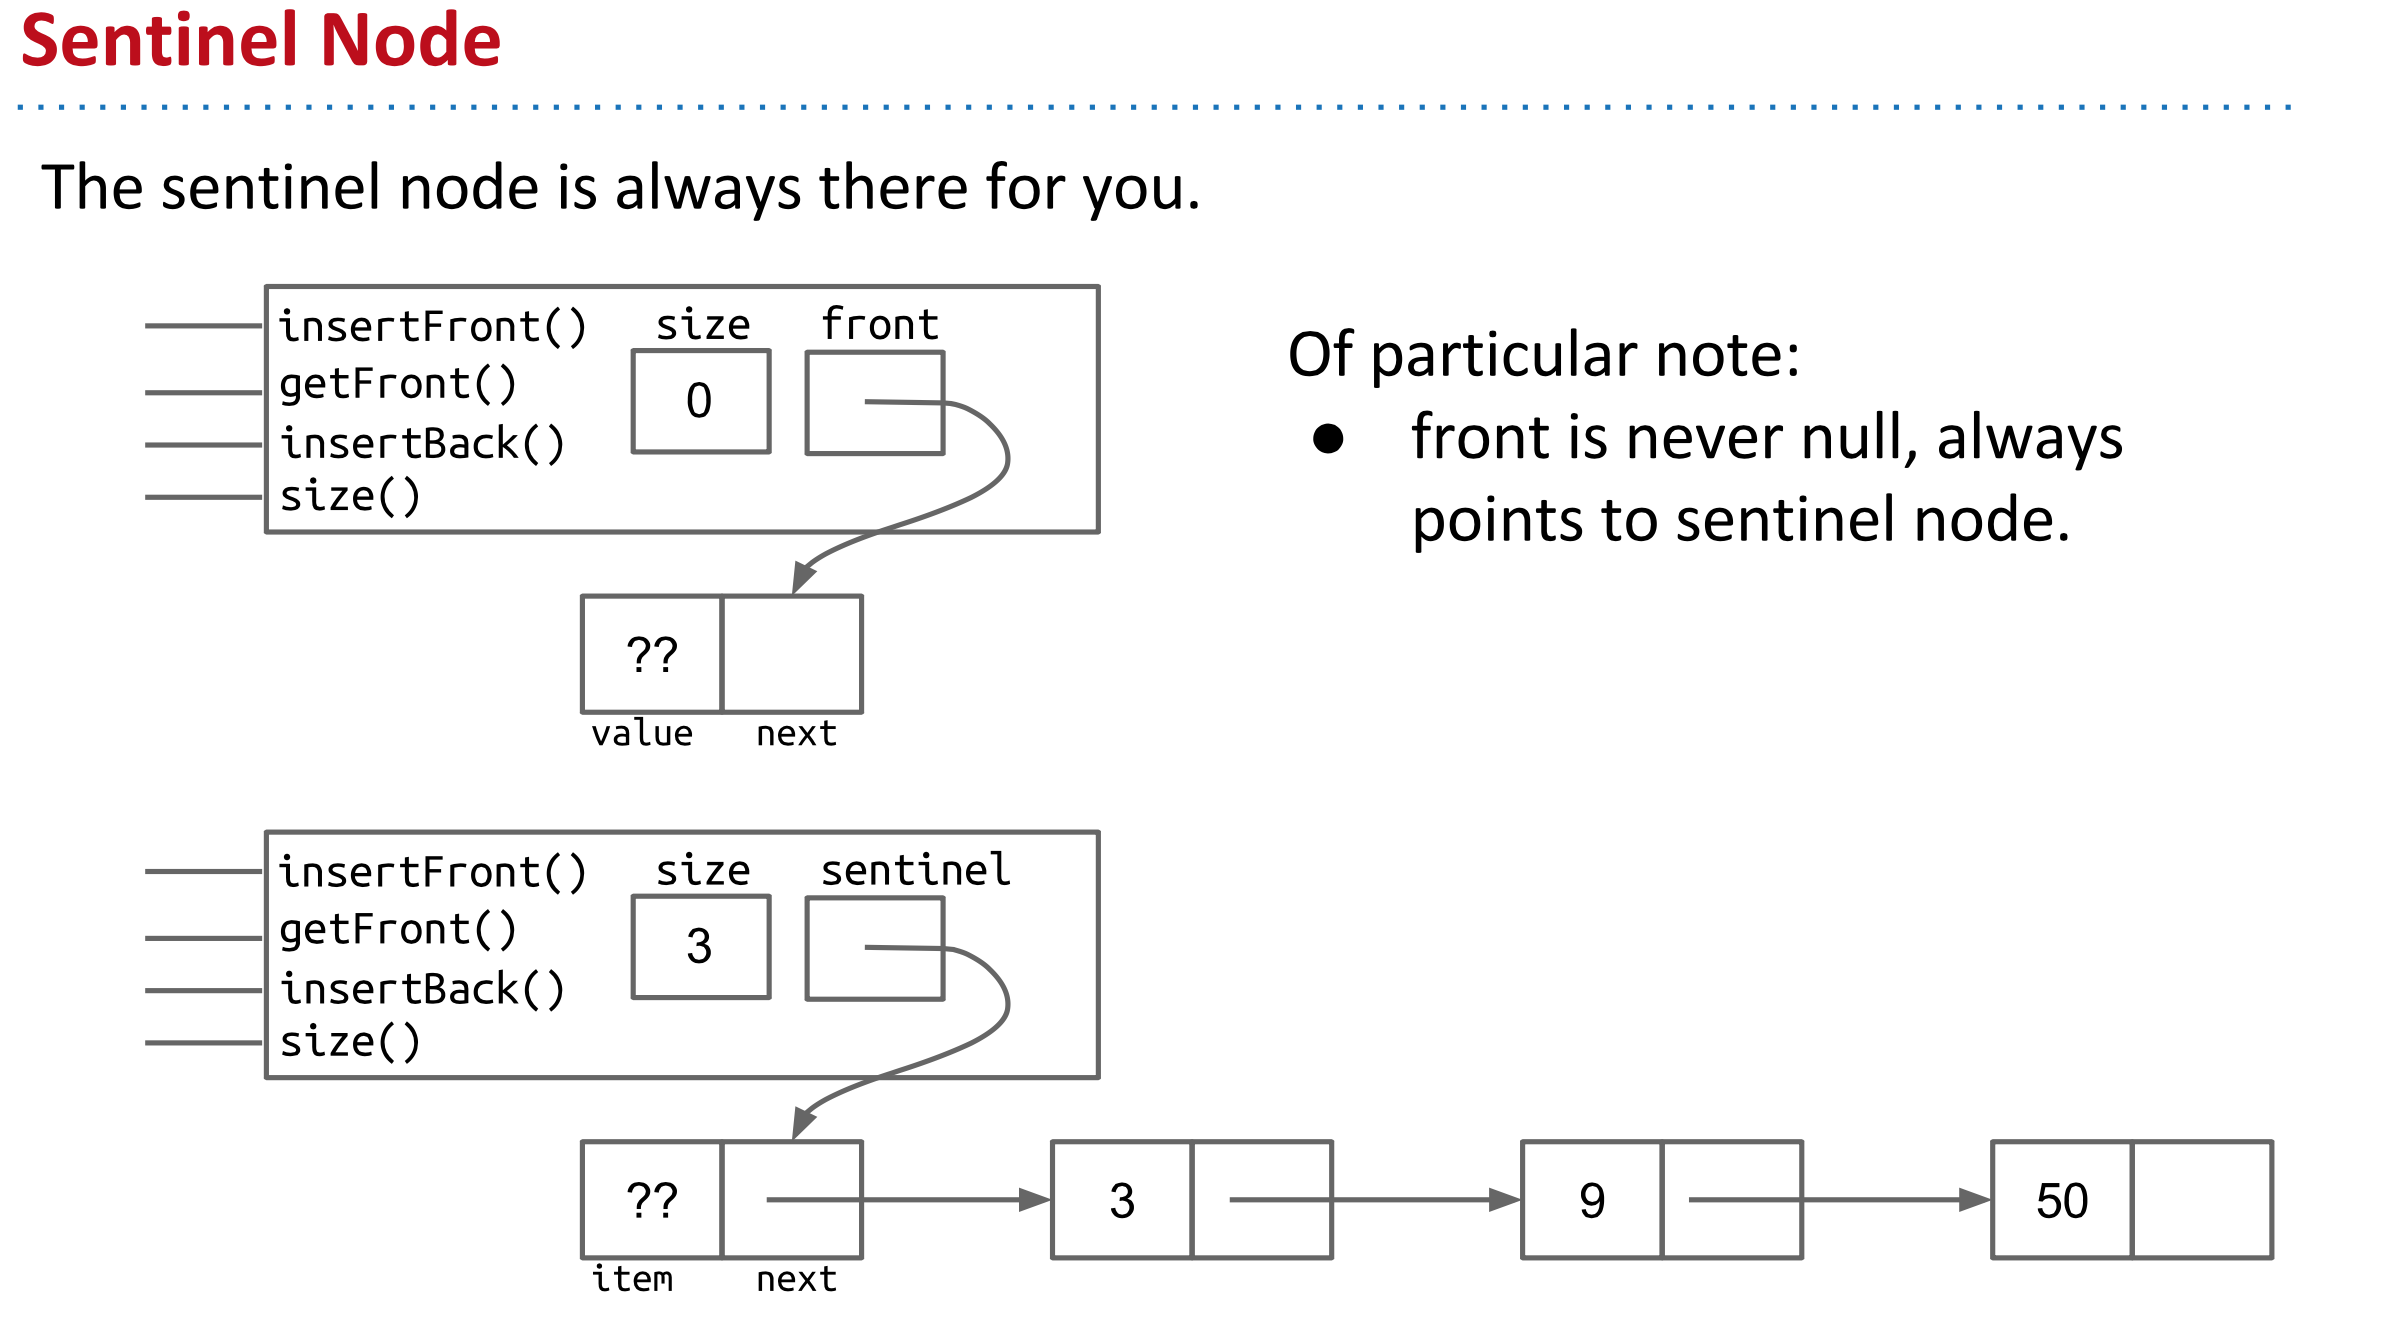 Sentinel Node
The sentinel node is always there for you.
insertFront()
getFront()
insertBack()
size()
size
0
front
??
value
next
Of particular note:
● front is never null, always
points to sentinel node.
insertFront()
getFront()
insertBack()
size()
size
3
sentinel
??
item
next
3
9
50